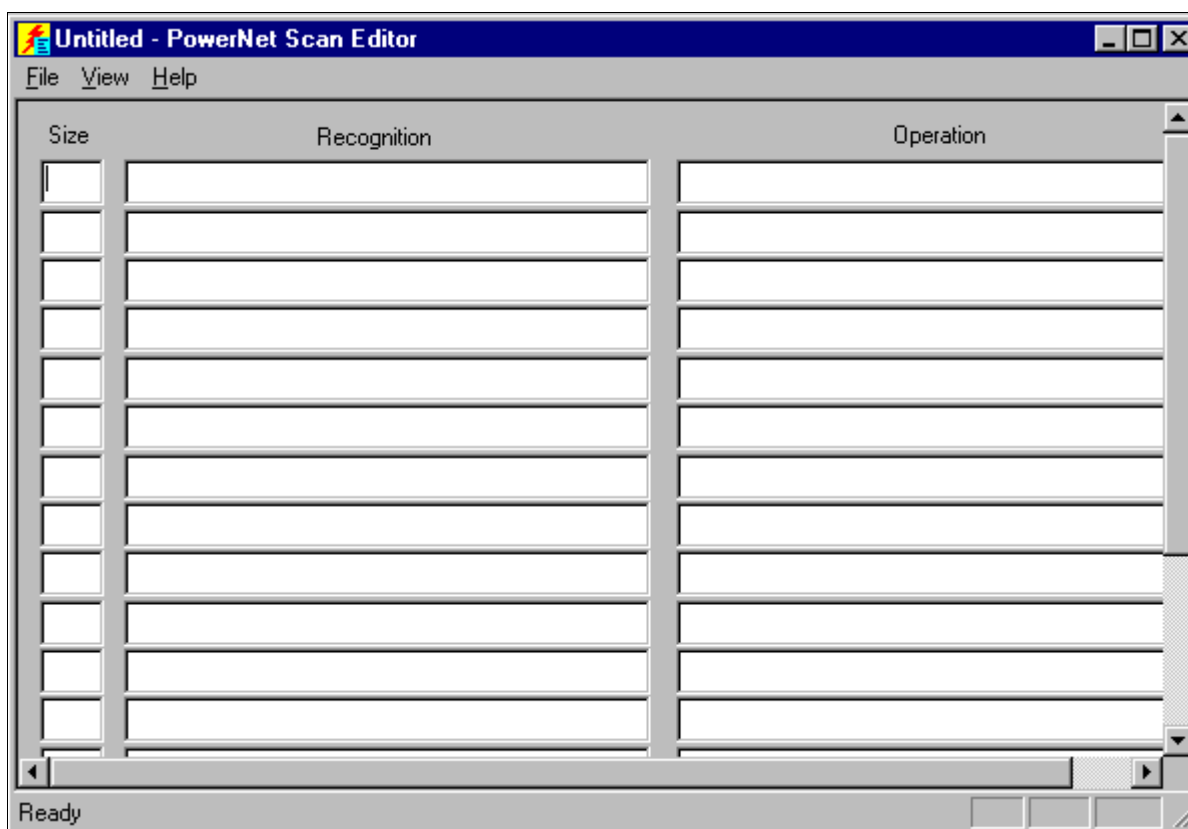 Untitled - PowerNet Scan Editor
File View Help
Size Recognition Operation
Ready